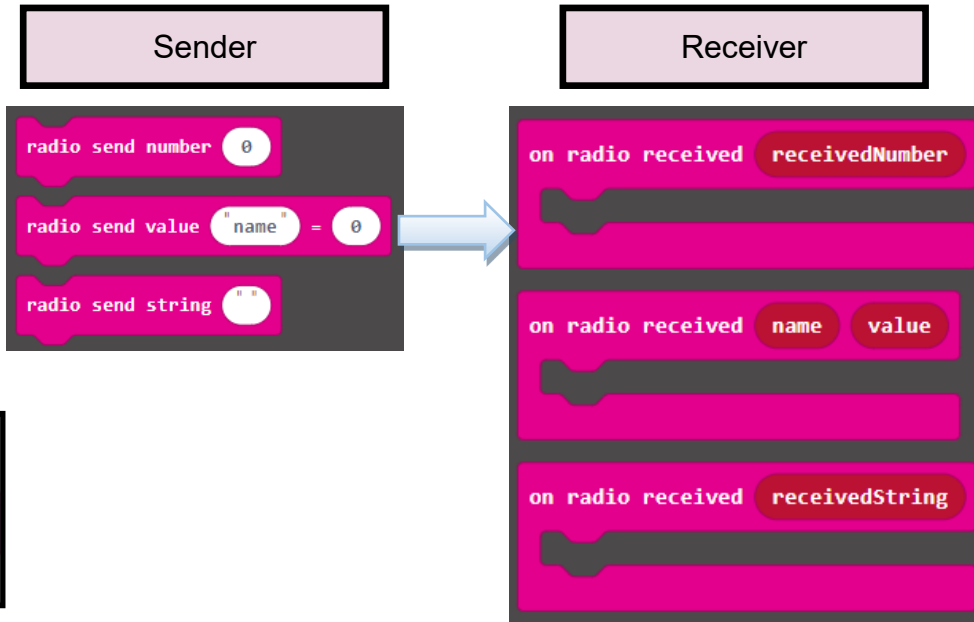 Sender
Receiver
radio send number 0
radio send value "name" = 0
radio send string " "
on radio received receivedNumber
on radio received name value
on radio received receivedString